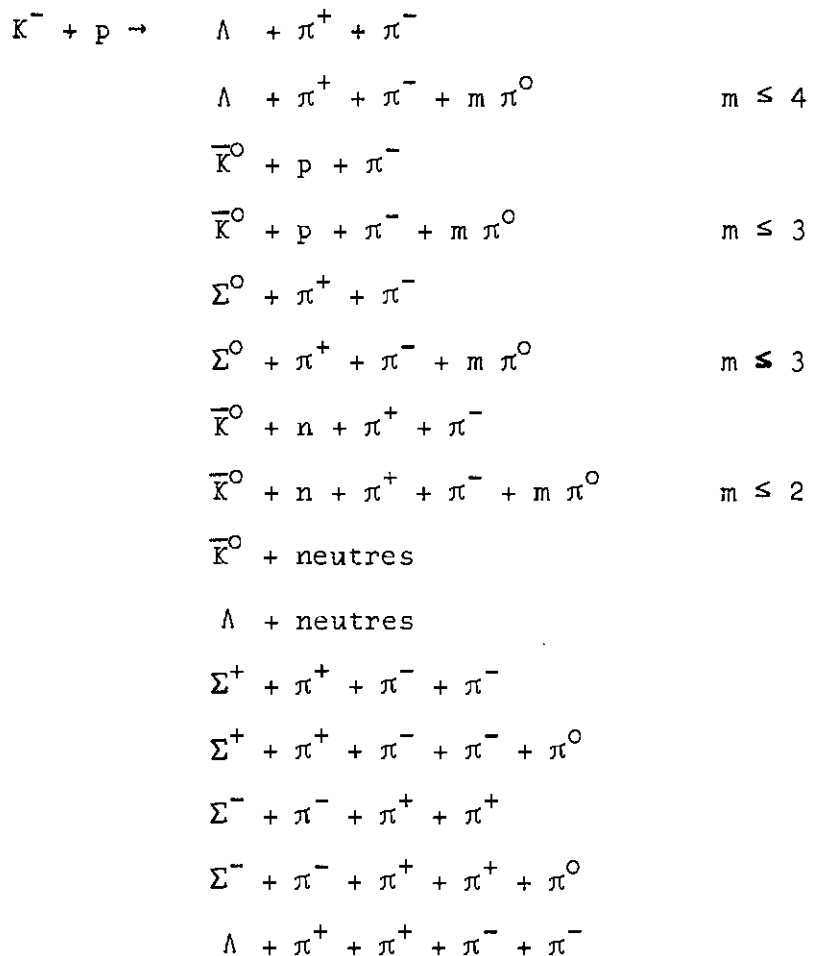 K⁻ + p → Λ + π⁺ + π⁻
Λ + π⁺ + π⁻ + m π⁰ m ≤ 4
K̅⁰ + p + π⁻
K̅⁰ + p + π⁻ + m π⁰ m ≤ 3
Σ⁰ + π⁺ + π⁻
Σ⁰ + π⁺ + π⁻ + m π⁰ m ≤ 3
K̅⁰ + n + π⁺ + π⁻
K̅⁰ + n + π⁺ + π⁻ + m π⁰ m ≤ 2
K̅⁰ + neutres
Λ + neutres
Σ⁺ + π⁺ + π⁻ + π⁻
Σ⁺ + π⁺ + π⁻ + π⁻ + π⁰
Σ⁻ + π⁻ + π⁺ + π⁺
Σ⁻ + π⁻ + π⁺ + π⁺ + π⁰
Λ + π⁺ + π⁺ + π⁻ + π⁻